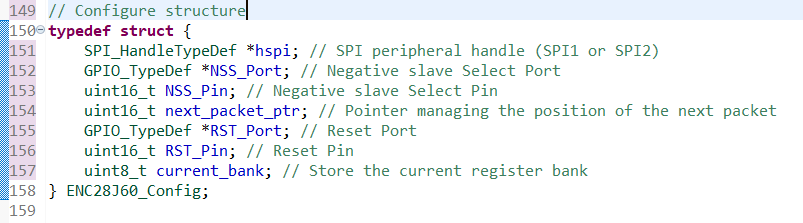 149 // Configure structure
150 typedef struct {
151 SPI_HandleTypeDef *hspi; // SPI peripheral handle (SPI1 or SPI2)
152 GPIO_TypeDef *NSS_Port; // Negative slave Select Port
153 uint16_t NSS_Pin; // Negative slave Select Pin
154 uint16_t next_packet_ptr; // Pointer managing the position of the next packet
155 GPIO_TypeDef *RST_Port; // Reset Port
156 uint16_t RST_Pin; // Reset Pin
157 uint8_t current_bank; // Store the current register bank
158 } ENC28J60_Config;
159